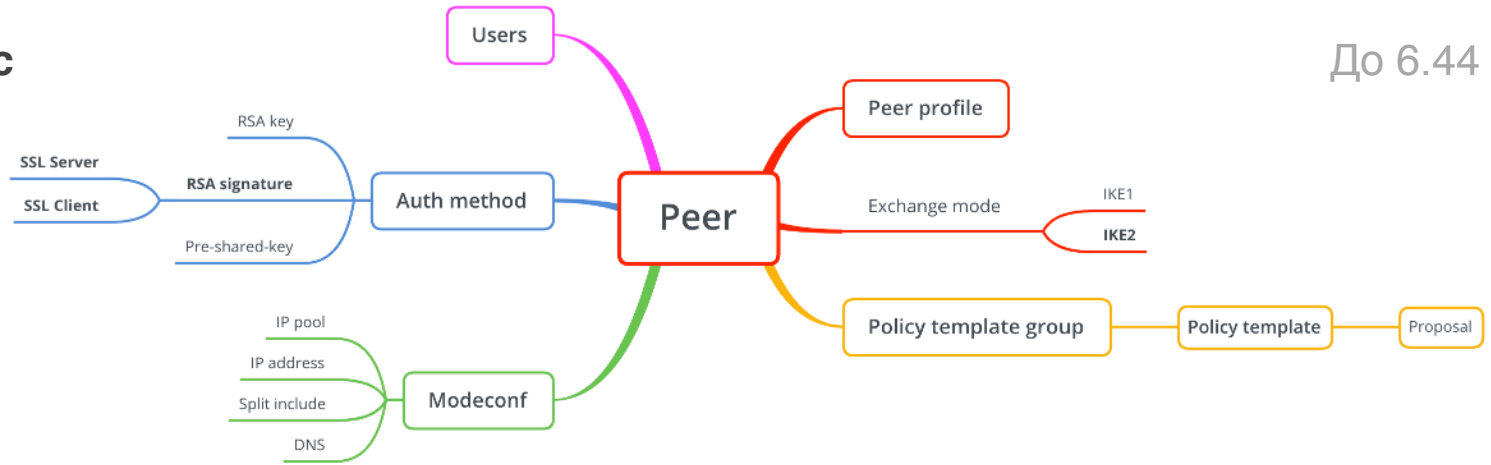 с
До 6.44
Users
Peer profile
RSA key
SSL Server
RSA signature
SSL Client
Auth method
Pre-shared-key
Peer
Exchange mode
IKE1
IKE2
Policy template group
Policy template
Proposal
IP pool
IP address
Split include
DNS
Modeconf